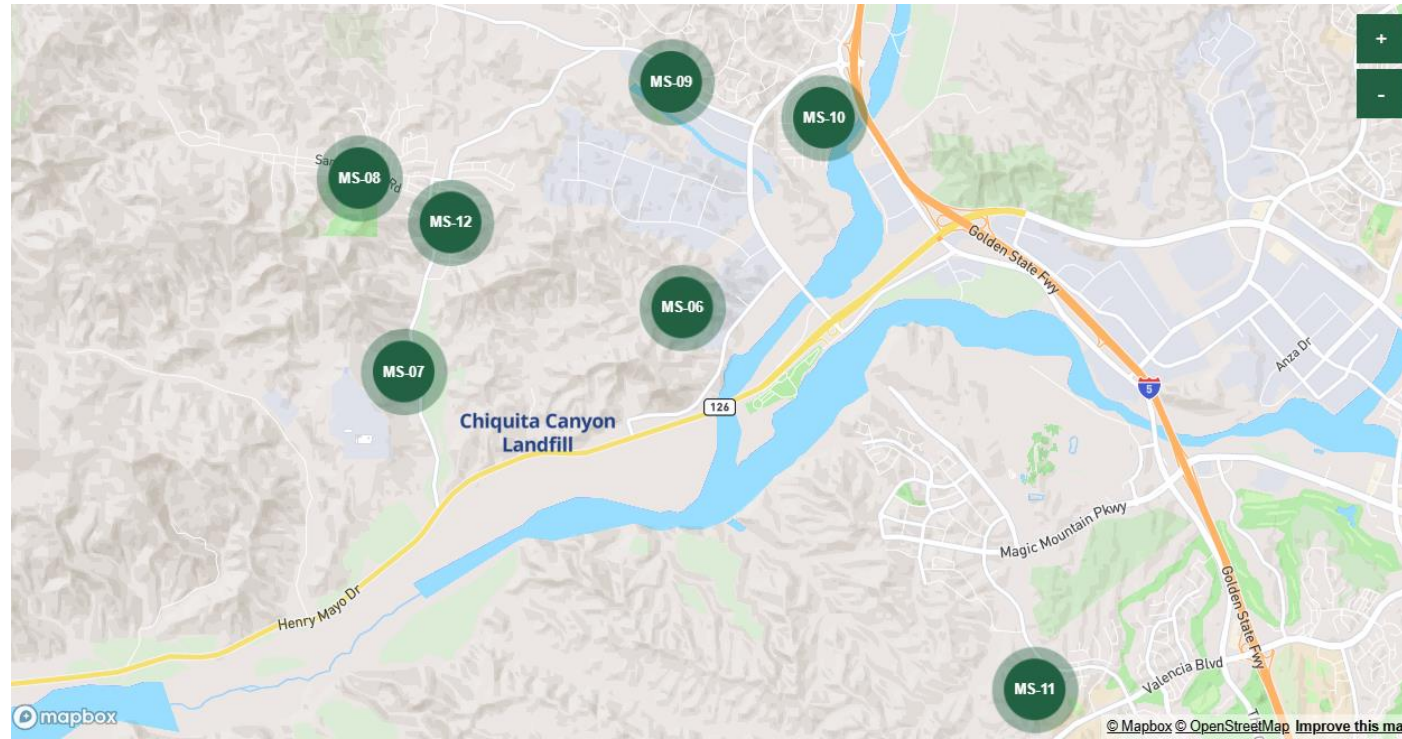 +
-
MS-09
MS-10
MS-08
MS-12
MS-06
MS-07
Golden State Fwy
Anza Dr
5
126
Chiquita Canyon
Landfill
Magic Mountain Pkwy
Henry Mayo Dr
Golden State Fwy
Valencia Blvd
MS-11
mapbox
© Mapbox © OpenStreetMap Improve this ma